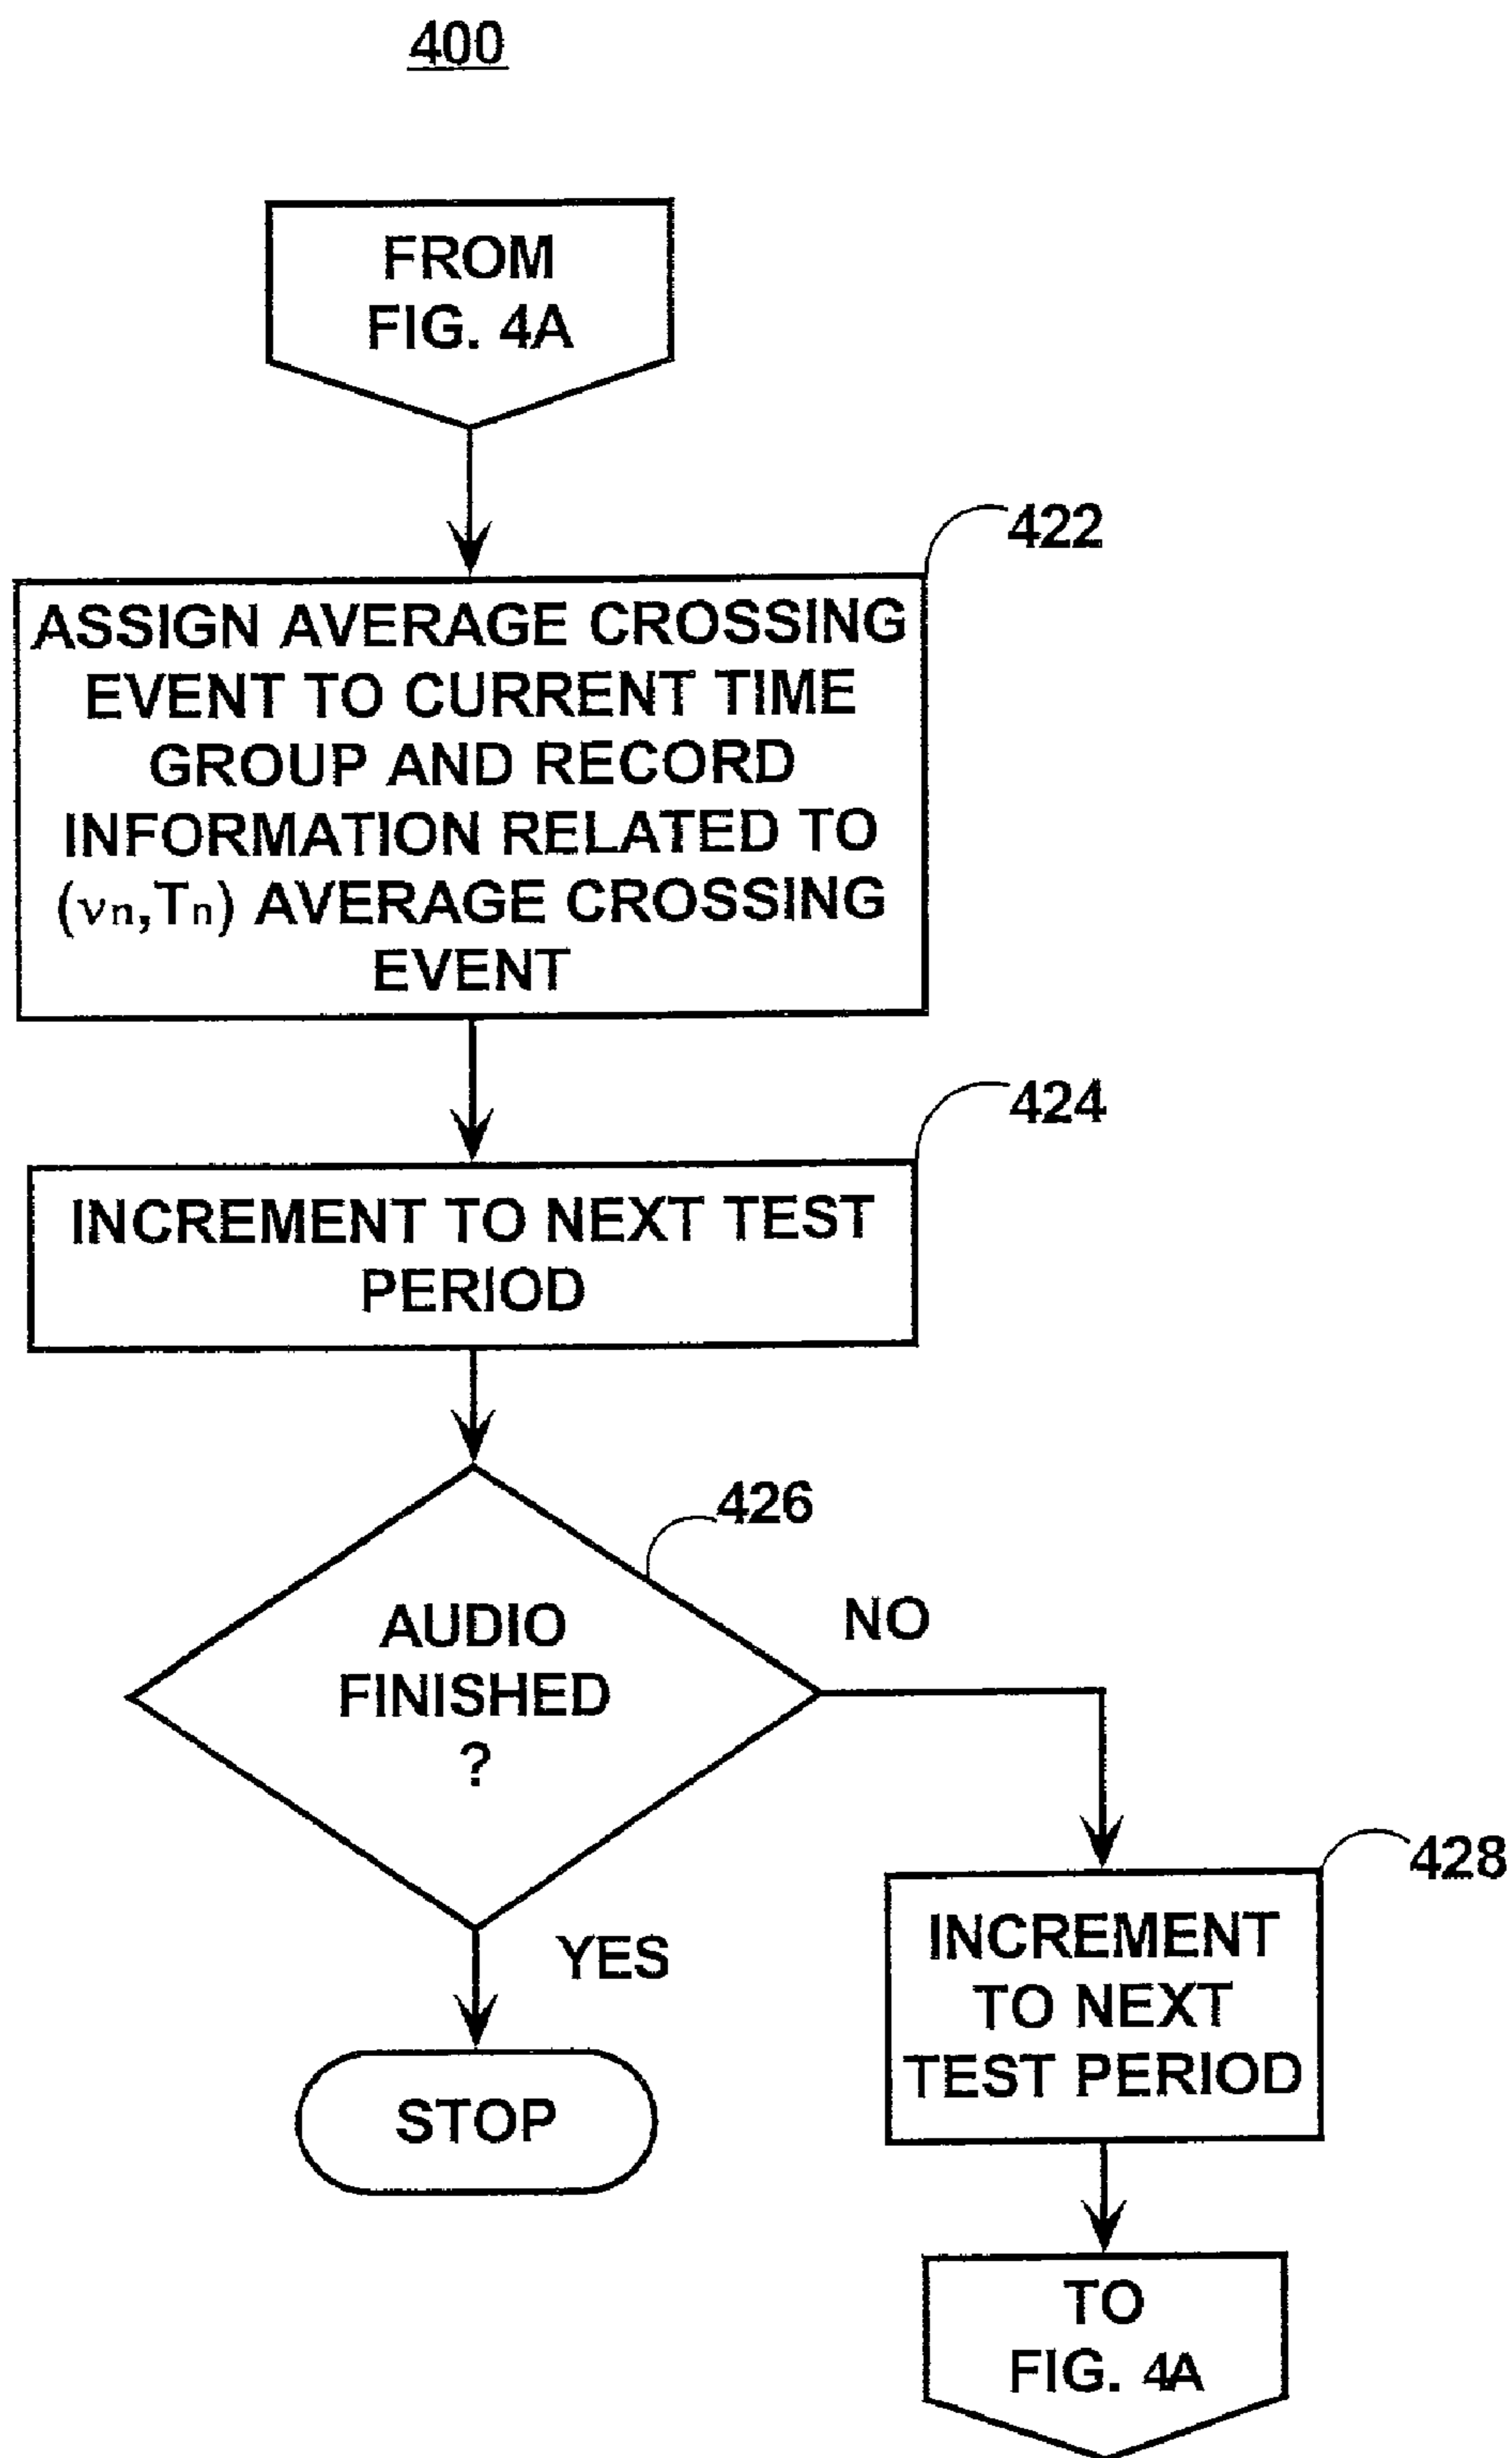 400
FROM
FIG. 4A
422
ASSIGN AVERAGE CROSSING
EVENT TO CURRENT TIME
GROUP AND RECORD
INFORMATION RELATED TO
(νn,Tn) AVERAGE CROSSING
EVENT
424
INCREMENT TO NEXT TEST
PERIOD
426
AUDIO
FINISHED
?
NO
YES
STOP
428
INCREMENT
TO NEXT
TEST PERIOD
TO
FIG. 4A